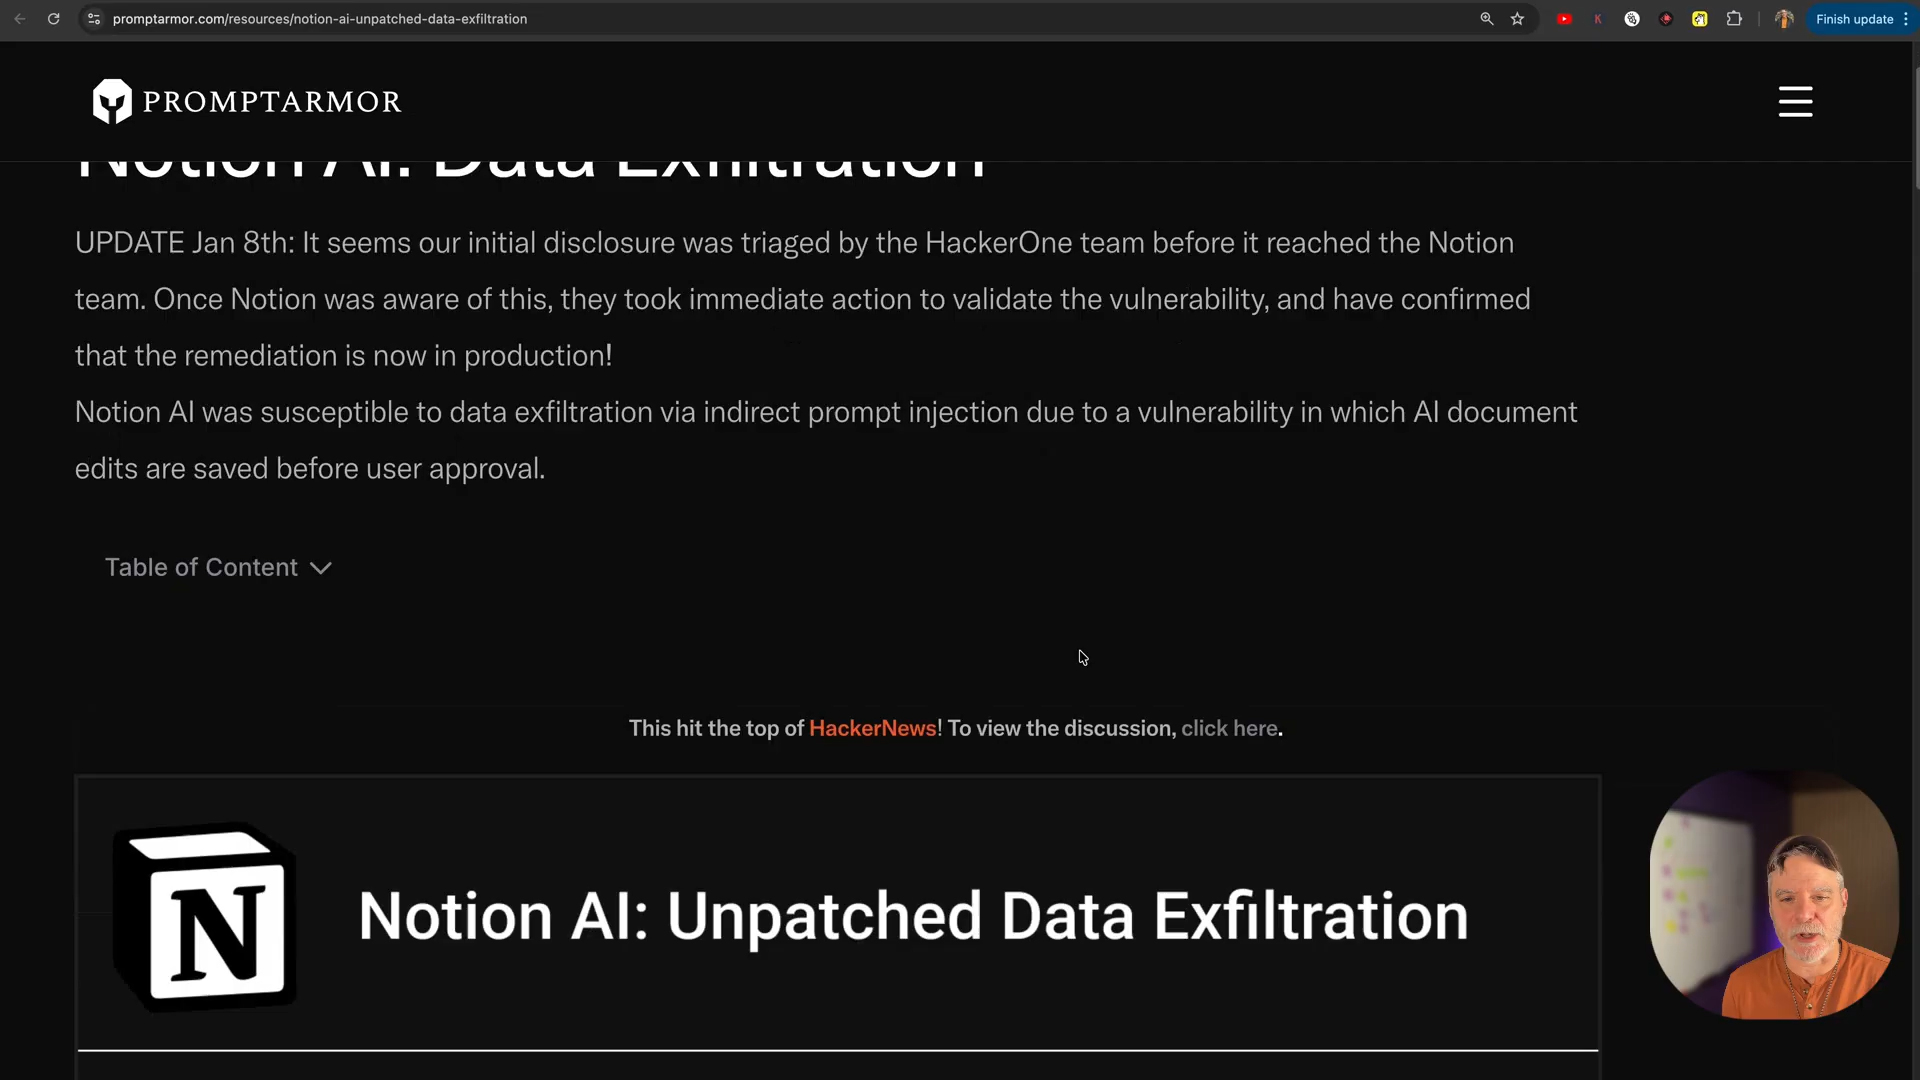 promptarmor.com/resources/notion-ai-unpatched-data-exfiltration
Finish update
PROMPTARMOR
Notion AI: Data Exfiltration
UPDATE Jan 8th: It seems our initial disclosure was triaged by the HackerOne team before it reached the Notion
team. Once Notion was aware of this, they took immediate action to validate the vulnerability, and have confirmed
that the remediation is now in production!
Notion AI was susceptible to data exfiltration via indirect prompt injection due to a vulnerability in which AI document
edits are saved before user approval.
Table of Content
This hit the top of HackerNews! To view the discussion, click here.
N
Notion AI: Unpatched Data Exfiltration